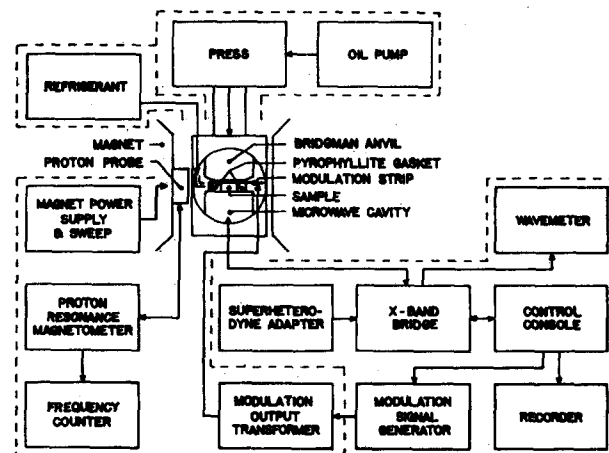 PRESS
OIL PUMP
REFRIGERANT
MAGNET
PROTON PROBE
BRIDGMAN ANVIL
PYROPHYLLITE GASKET
MODULATION STRIP
SAMPLE
MICROWAVE CAVITY
MAGNET POWER
SUPPLY
& SWEEP
WAVEMETER
PROTON
RESONANCE
MAGNETOMETER
SUPERHETERO-
DYNE ADAPTER
X-BAND
BRIDGE
CONTROL
CONSOLE
FREQUENCY
COUNTER
MODULATION
OUTPUT
TRANSFORMER
MODULATION
SIGNAL
GENERATOR
RECORDER